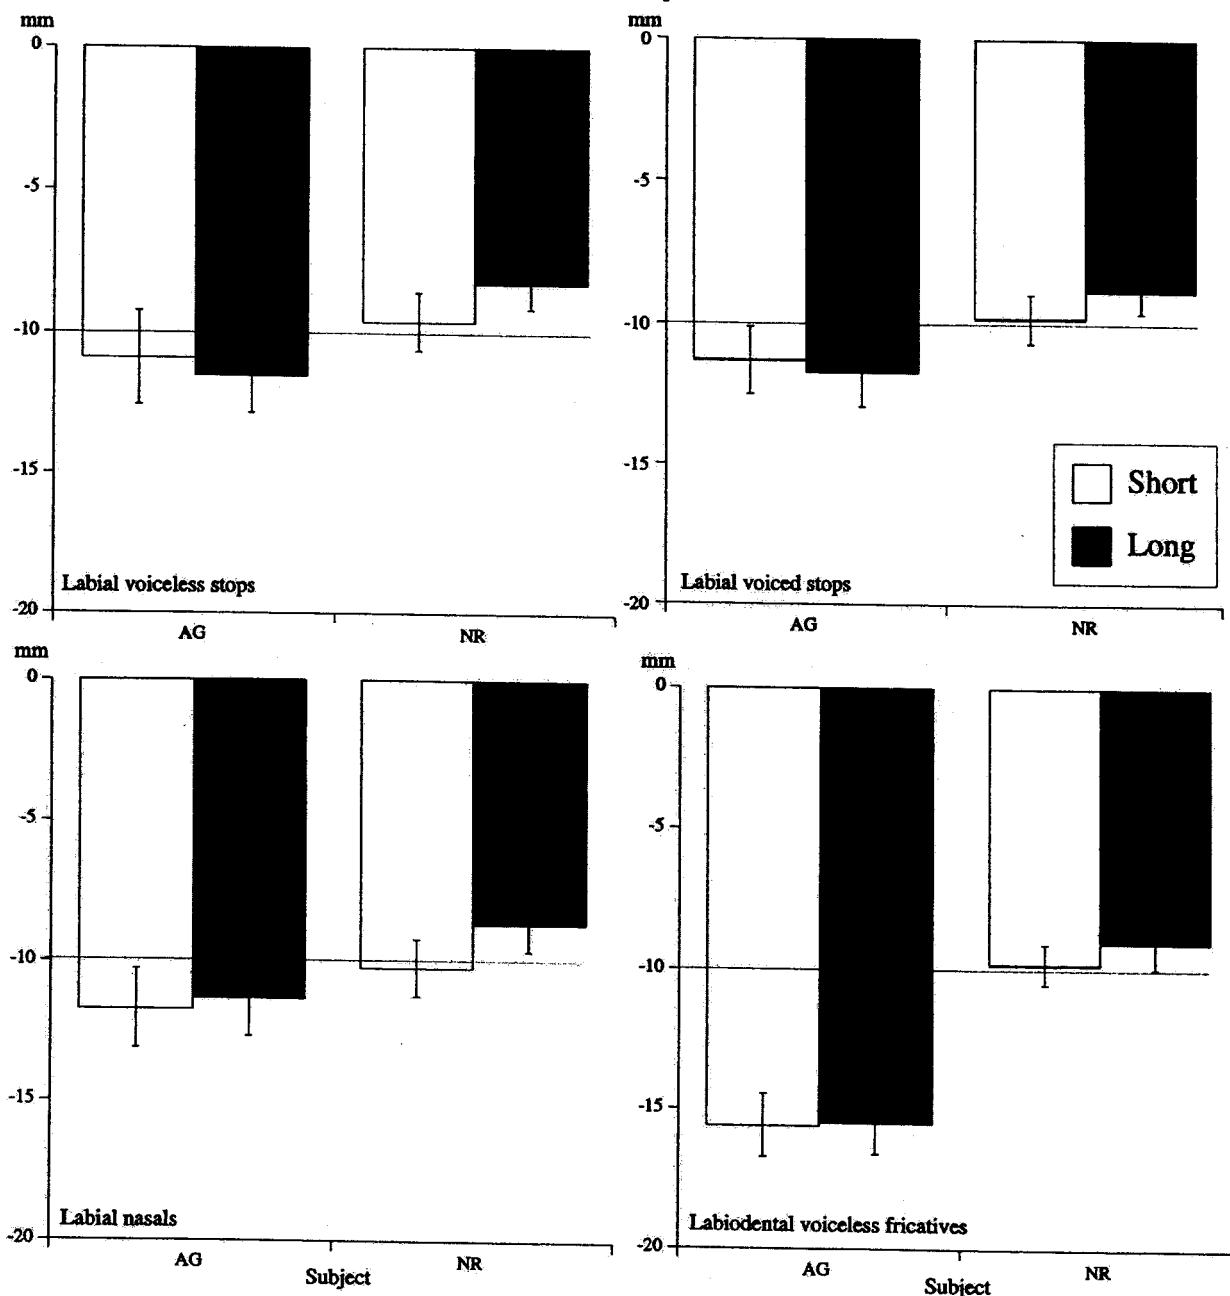 mm
0
-5
-10
-15
-20
Labial voiceless stops
AG
NR
mm
0
-5
-10
-15
-20
Labial voiced stops
AG
NR
Short
Long
mm
0
-5
-10
-15
-20
Labial nasals
AG
NR
Subject
mm
0
-5
-10
-15
-20
Labiodental voiceless fricatives
AG
NR
Subject